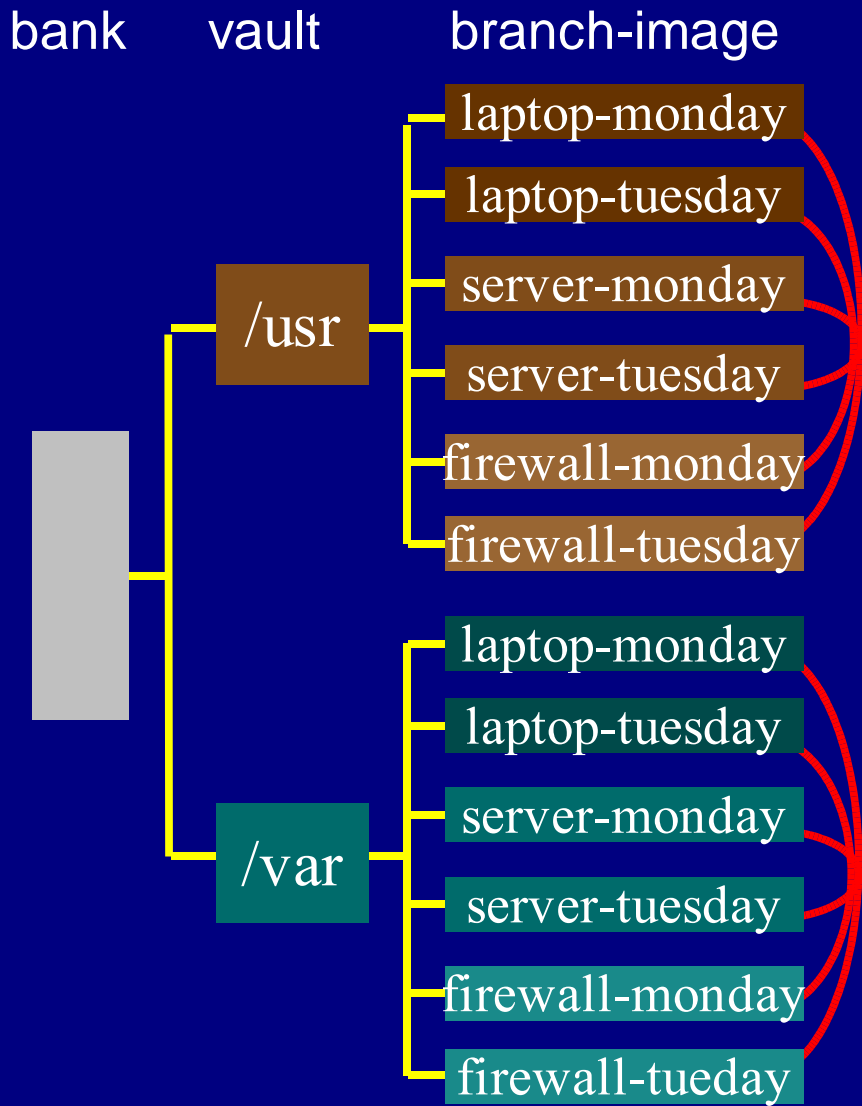 bank vault branch-image
laptop-monday
laptop-tuesday
server-monday
/usr
server-tuesday
firewall-monday
firewall-tuesday
laptop-monday
laptop-tuesday
server-monday
/var
server-tuesday
firewall-monday
firewall-tueday